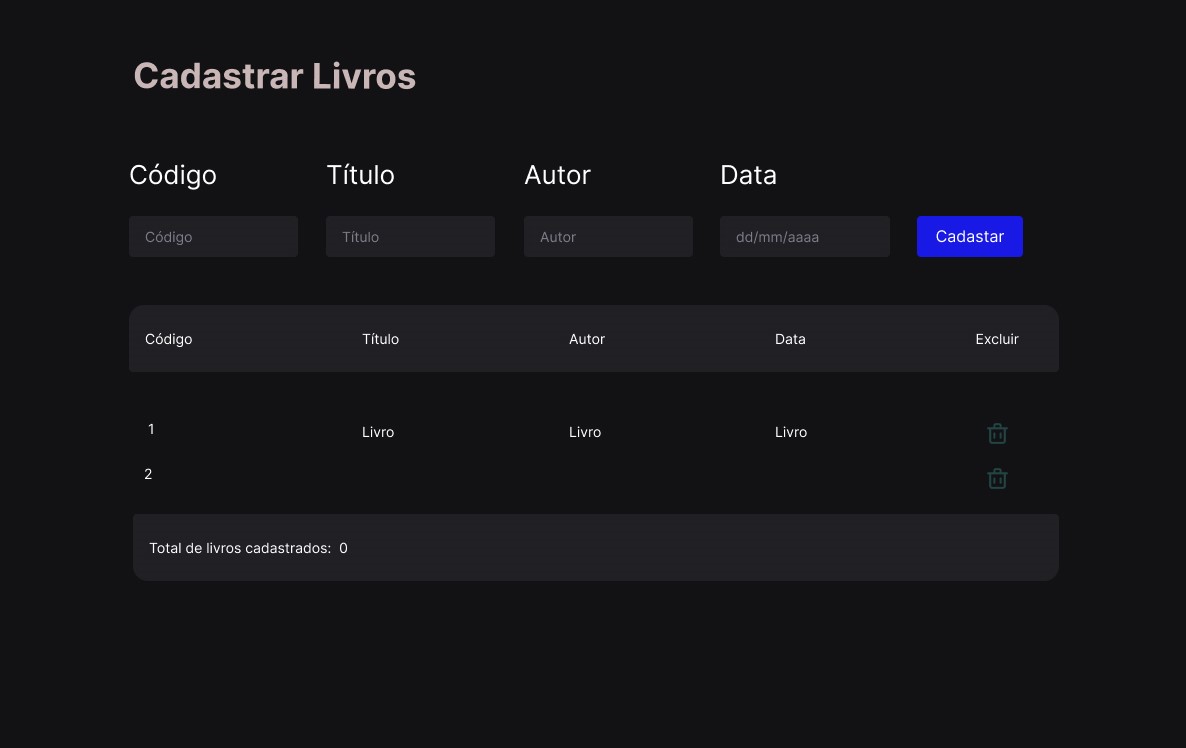 Cadastrar Livros
Código Título Autor Data
Código Título Autor dd/mm/aaaa Cadastar
Código Título Autor Data Excluir
1 Livro Livro Livro
2
Total de livros cadastrados: 0